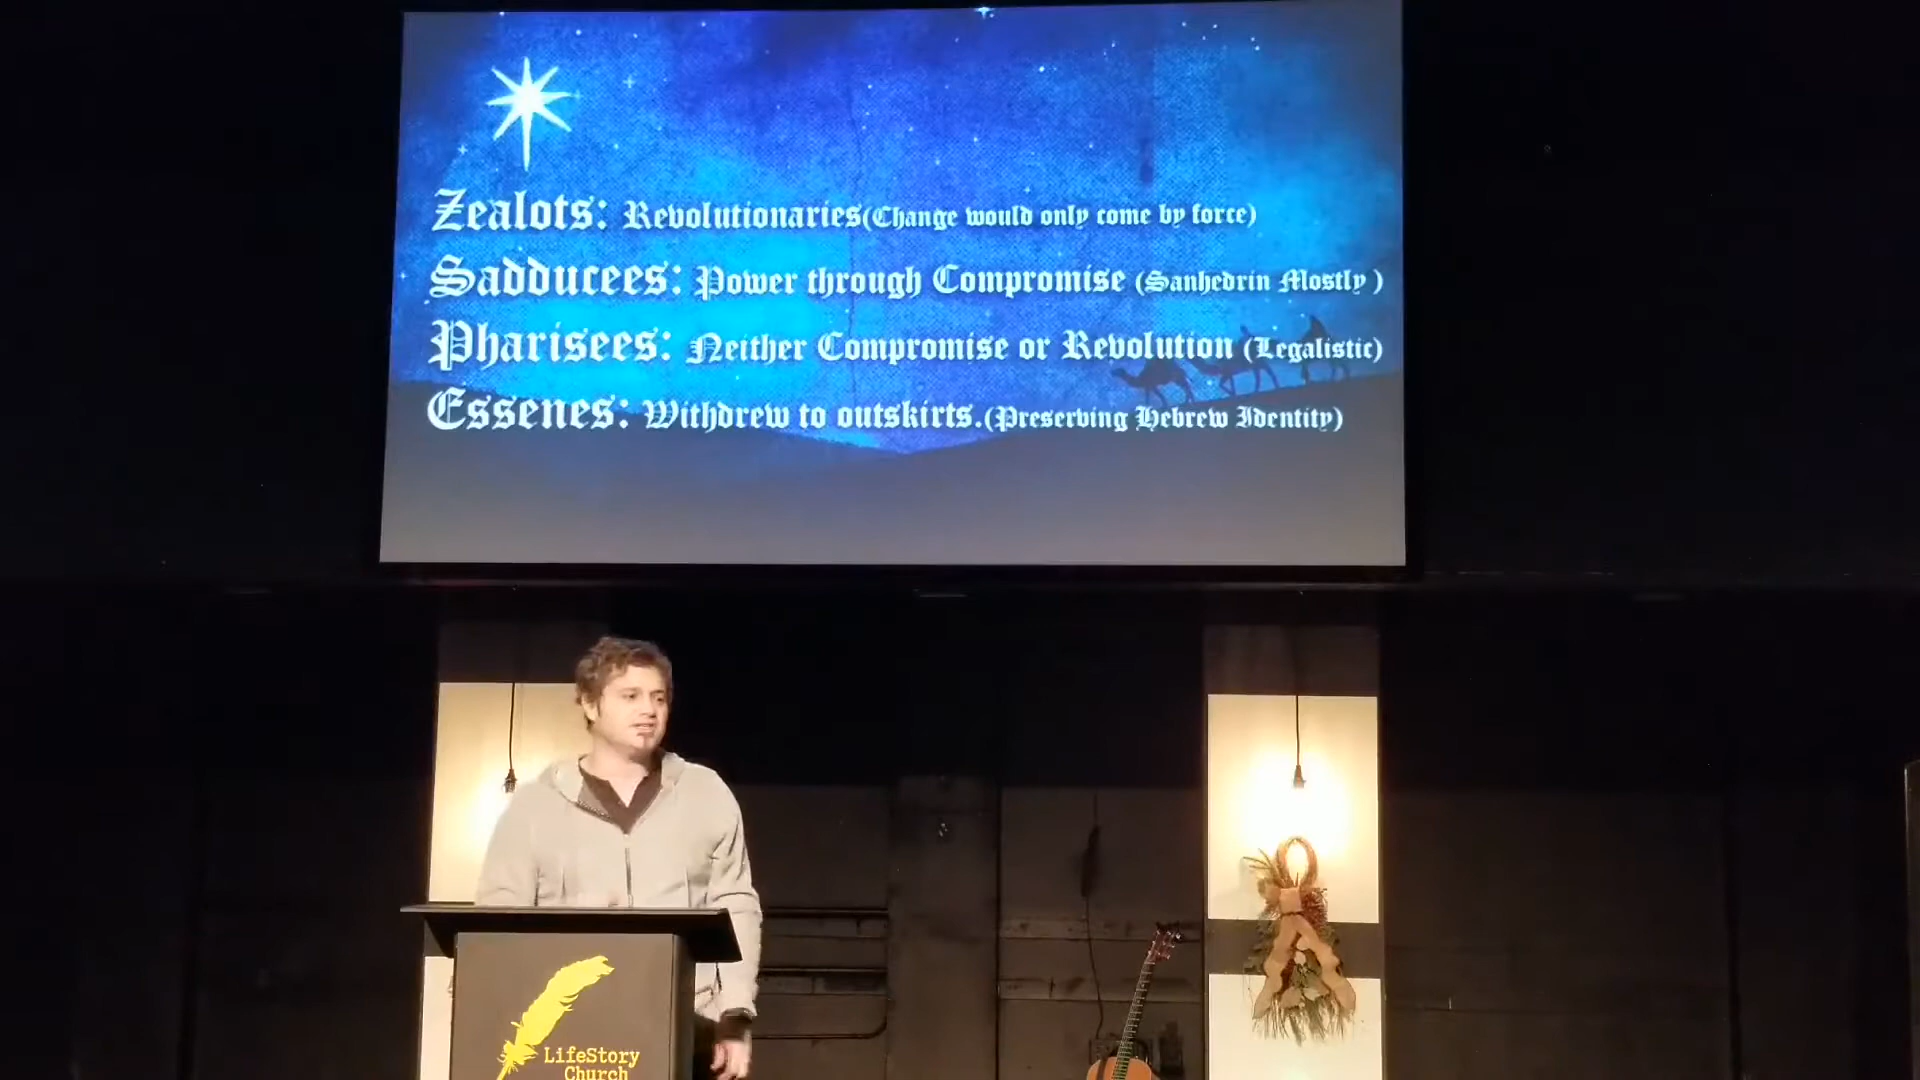 Zealots: Revolutionaries(Change would only come by force)
Sadducees: Power through Compromise (Sanhedrin Mostly )
Pharisees: Neither Compromise or Revolution (Legalistic)
Essenes: Withdrew to outskirts.(Preserving Hebrew Identity)
LifeStory
Church